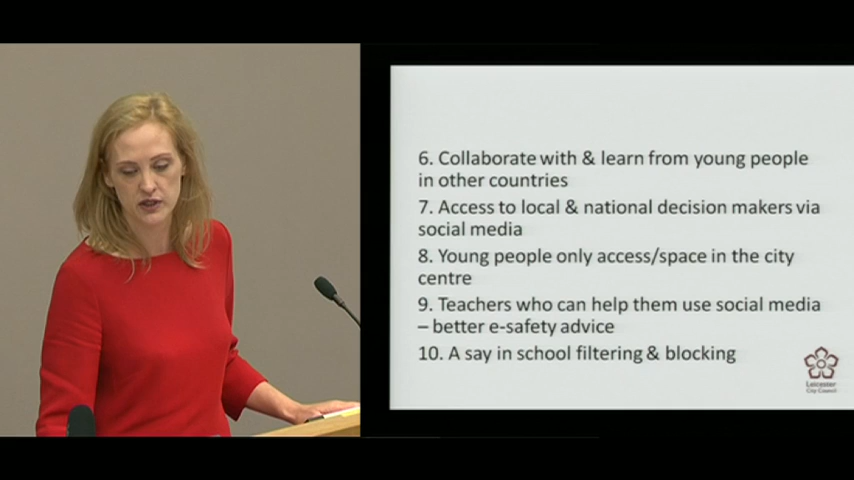 6. Collaborate with & learn from young people
in other countries
7. Access to local & national decision makers via
social media
8. Young people only access/space in the city
centre
9. Teachers who can help them use social media
– better e-safety advice
10. A say in school filtering & blocking
Leicester
City Council